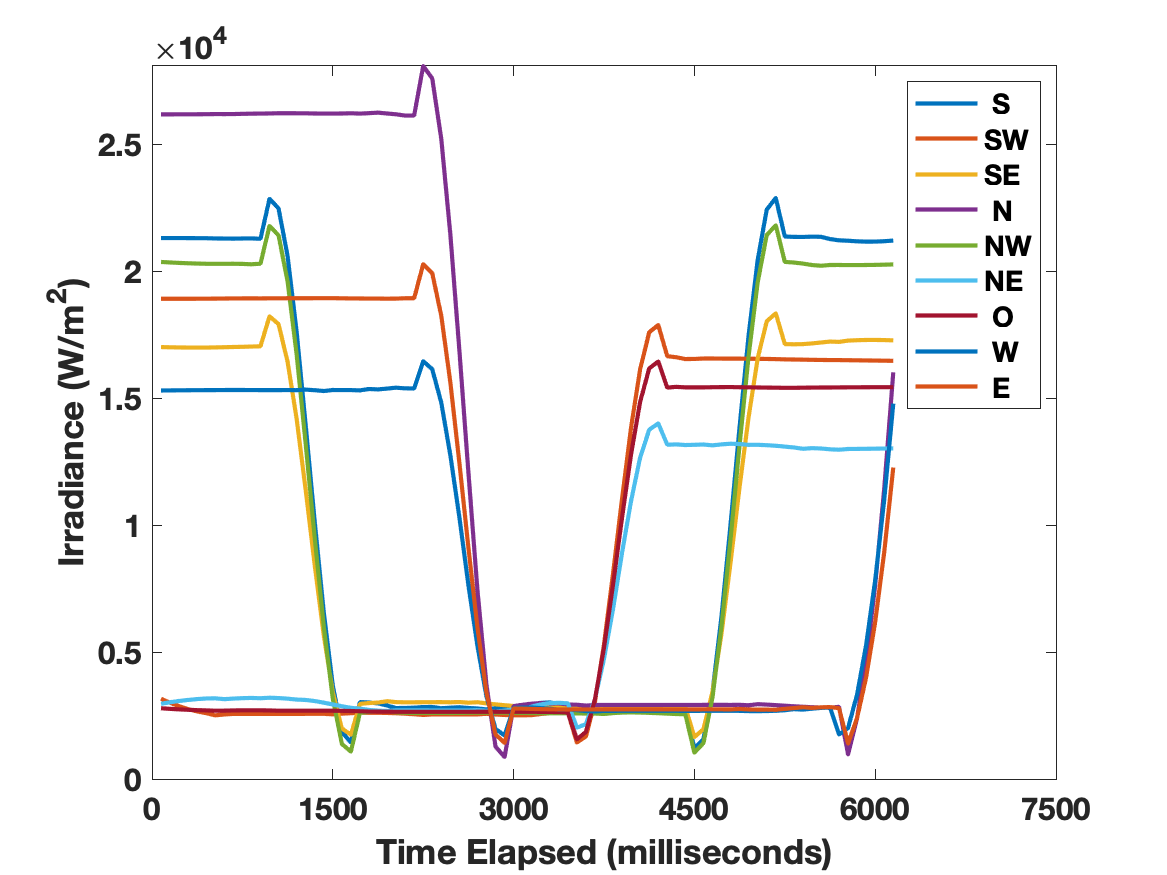 ×10⁴
2.5
2
1.5
1
0.5
0
0 1500 3000 4500 6000 7500
Irradiance (W/m²)
Time Elapsed (milliseconds)
S
SW
SE
N
NW
NE
O
W
E